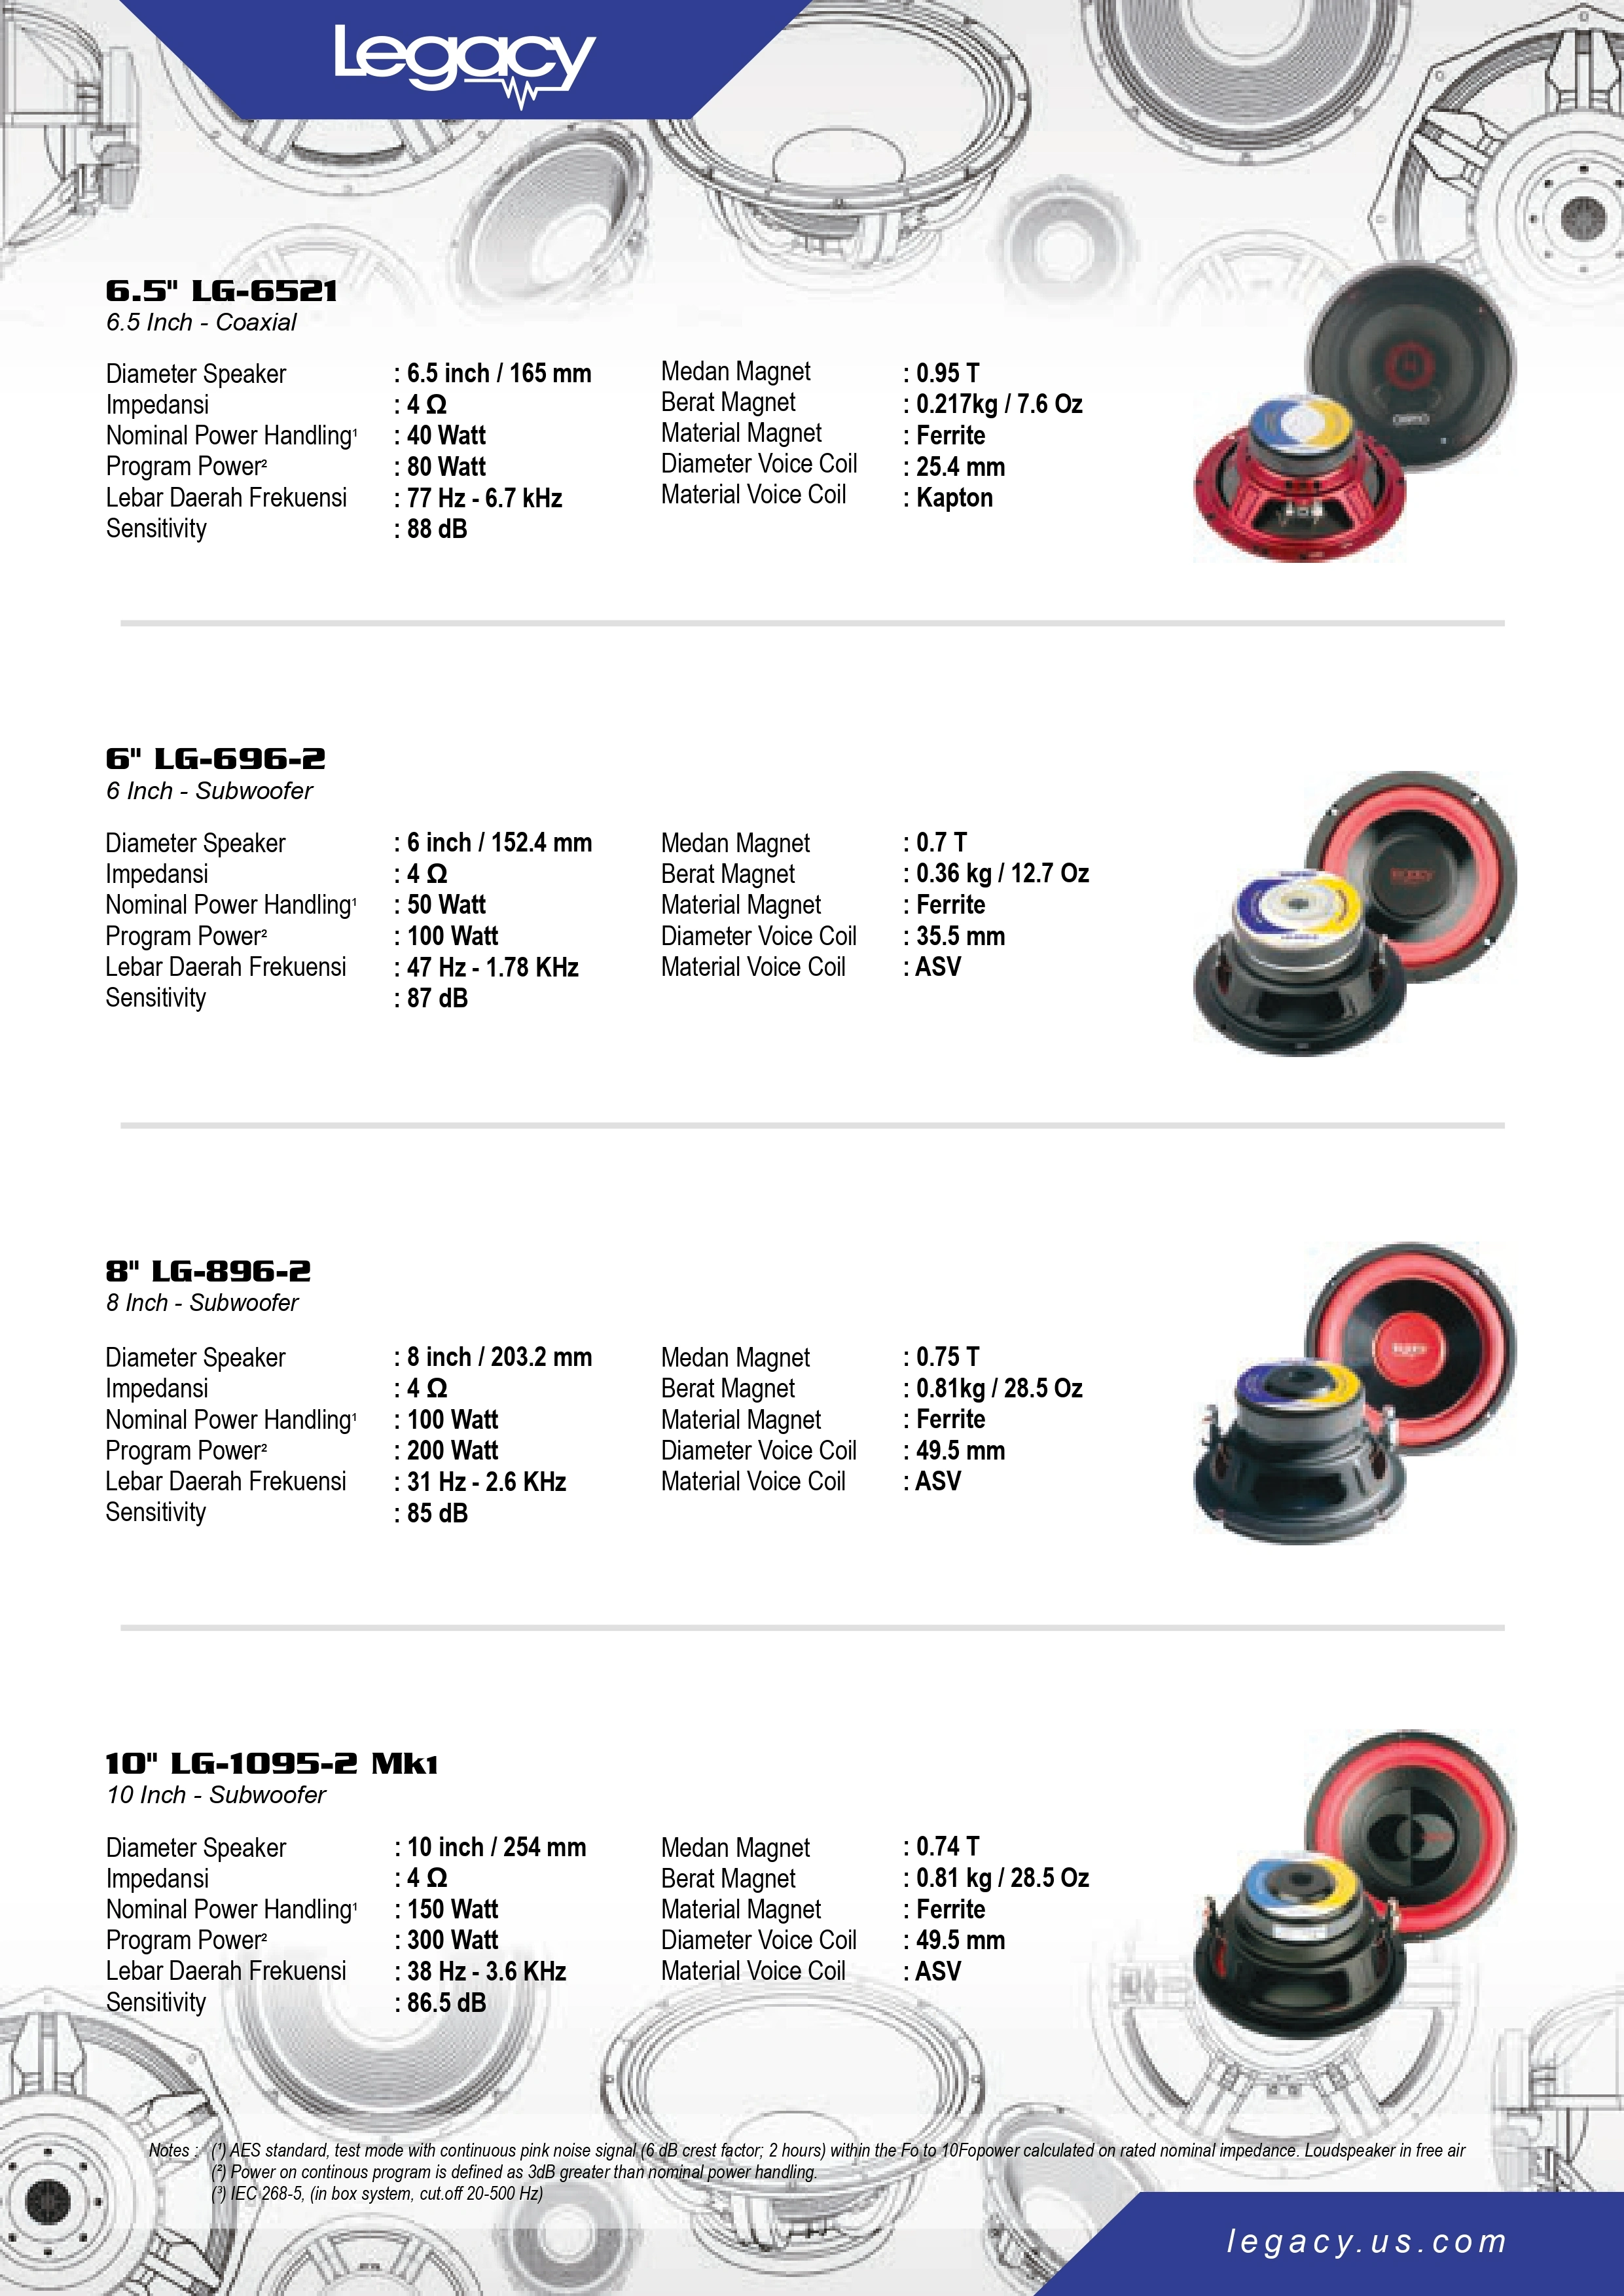 Legacy
6.5" LG-6521
6.5 Inch - Coaxial
Diameter Speaker : 6.5 inch / 165 mm
Impedansi : 4 Ω
Nominal Power Handling¹ : 40 Watt
Program Power² : 80 Watt
Lebar Daerah Frekuensi : 77 Hz - 6.7 kHz
Sensitivity : 88 dB
Medan Magnet : 0.95 T
Berat Magnet : 0.217kg / 7.6 Oz
Material Magnet : Ferrite
Diameter Voice Coil : 25.4 mm
Material Voice Coil : Kapton
6" LG-696-2
6 Inch - Subwoofer
Diameter Speaker : 6 inch / 152.4 mm
Impedansi : 4 Ω
Nominal Power Handling¹ : 50 Watt
Program Power² : 100 Watt
Lebar Daerah Frekuensi : 47 Hz - 1.78 KHz
Sensitivity : 87 dB
Medan Magnet : 0.7 T
Berat Magnet : 0.36 kg / 12.7 Oz
Material Magnet : Ferrite
Diameter Voice Coil : 35.5 mm
Material Voice Coil : ASV
legacy
8" LG-896-2
8 Inch - Subwoofer
Diameter Speaker : 8 inch / 203.2 mm
Impedansi : 4 Ω
Nominal Power Handling¹ : 100 Watt
Program Power² : 200 Watt
Lebar Daerah Frekuensi : 31 Hz - 2.6 KHz
Sensitivity : 85 dB
Medan Magnet : 0.75 T
Berat Magnet : 0.81kg / 28.5 Oz
Material Magnet : Ferrite
Diameter Voice Coil : 49.5 mm
Material Voice Coil : ASV
10" LG-1095-2 Mk1
10 Inch - Subwoofer
Diameter Speaker : 10 inch / 254 mm
Impedansi : 4 Ω
Nominal Power Handling¹ : 150 Watt
Program Power² : 300 Watt
Lebar Daerah Frekuensi : 38 Hz - 3.6 KHz
Sensitivity : 86.5 dB
Medan Magnet : 0.74 T
Berat Magnet : 0.81 kg / 28.5 Oz
Material Magnet : Ferrite
Diameter Voice Coil : 49.5 mm
Material Voice Coil : ASV
Notes : (¹) AES standard, test mode with continuous pink noise signal (6 dB crest factor; 2 hours) within the Fo to 10Fopower calculated on rated nominal impedance. Loudspeaker in free air
(²) Power on continous program is defined as 3dB greater than nominal power handling.
(³) IEC 268-5, (in box system, cut.off 20-500 Hz)
legacy.us.com